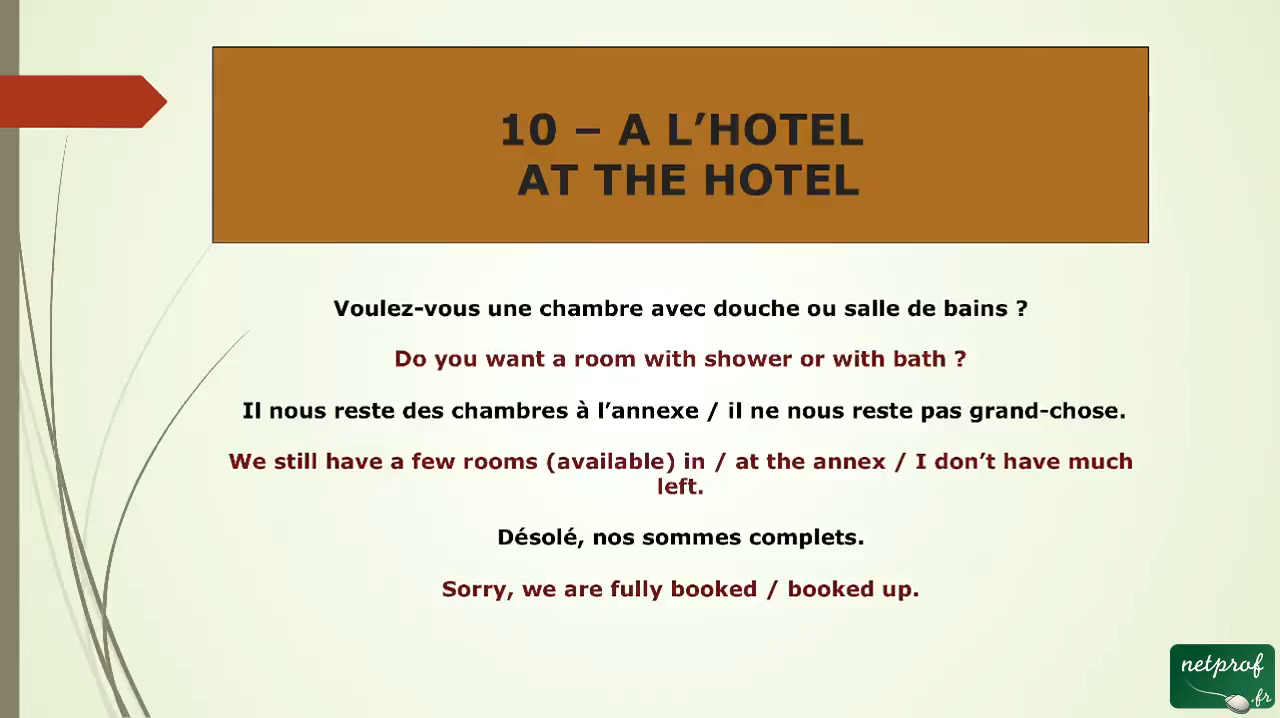 10 – A L’HOTEL
AT THE HOTEL
Voulez-vous une chambre avec douche ou salle de bains ?
Do you want a room with shower or with bath ?
Il nous reste des chambres à l’annexe / il ne nous reste pas grand-chose.
We still have a few rooms (available) in / at the annex / I don’t have much
left.
Désolé, nos sommes complets.
Sorry, we are fully booked / booked up.
netprof
.fr